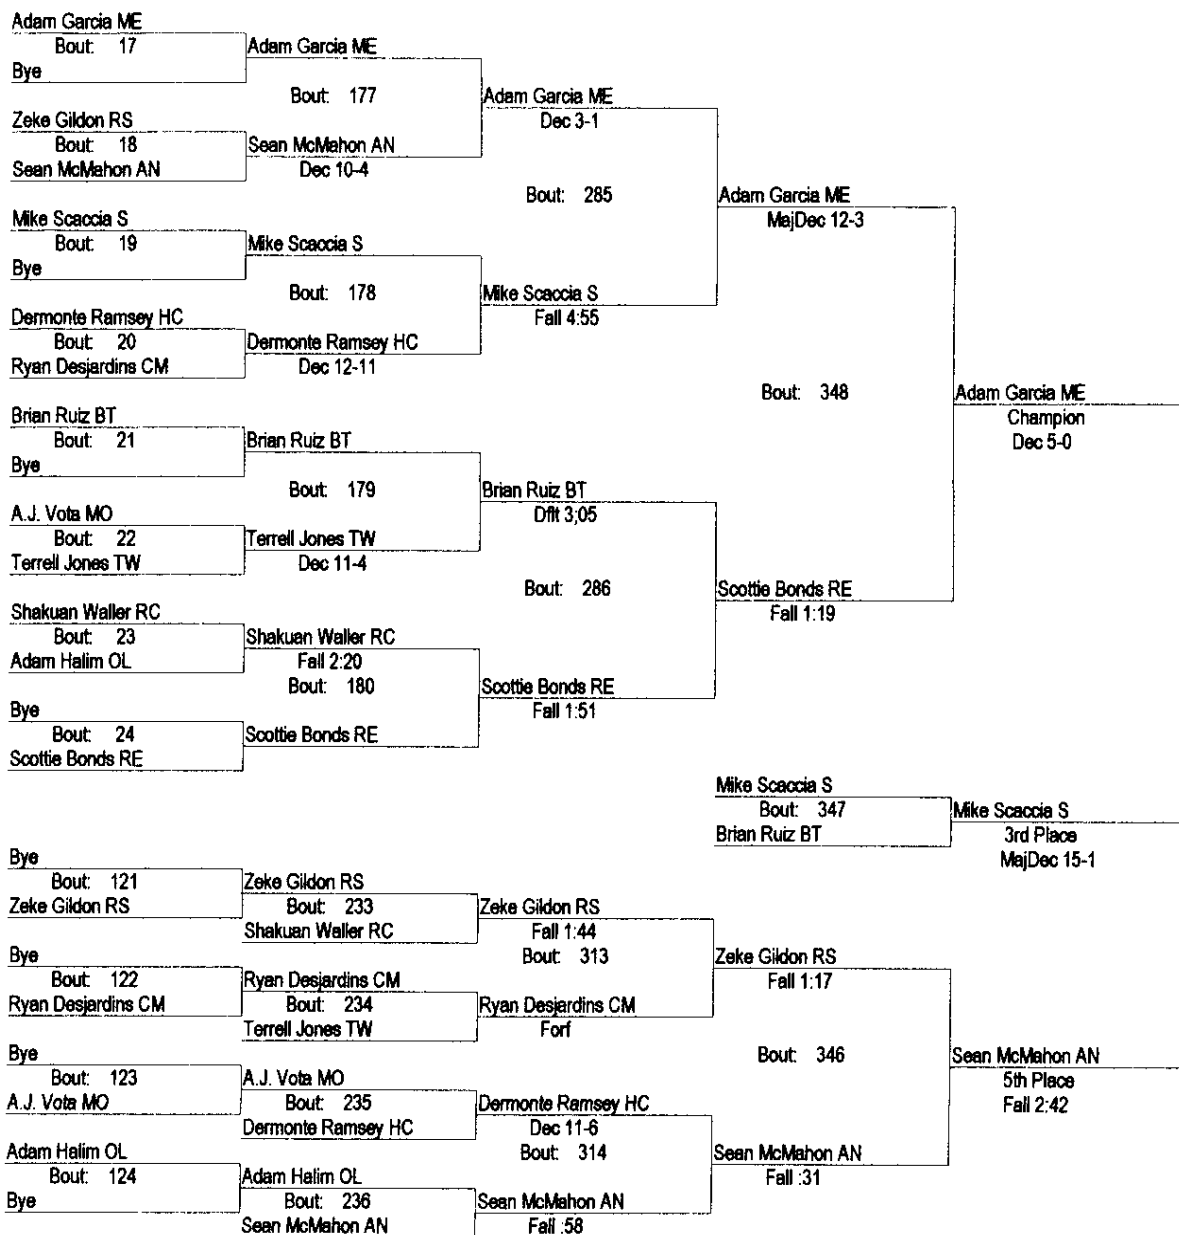 Adam Garcia ME
Bout: 17
Bye
Adam Garcia ME
Bout: 177
Zeke Gildon RS
Bout: 18
Sean McMahon AN
Sean McMahon AN
Dec 10-4
Adam Garcia ME
Dec 3-1
Bout: 285
Mike Scaccia S
Bout: 19
Bye
Mike Scaccia S
Bout: 178
Dermonte Ramsey HC
Bout: 20
Ryan Desjardins CM
Dermonte Ramsey HC
Dec 12-11
Mike Scaccia S
Fall 4:55
Adam Garcia ME
MajDec 12-3
Bout: 348
Brian Ruiz BT
Bout: 21
Bye
Brian Ruiz BT
Bout: 179
A.J. Vota MO
Bout: 22
Terrell Jones TW
Terrell Jones TW
Dec 11-4
Brian Ruiz BT
Dflt 3;05
Bout: 286
Shakuan Waller RC
Bout: 23
Adam Halim OL
Shakuan Waller RC
Fall 2:20
Bout: 180
Bye
Bout: 24
Scottie Bonds RE
Scottie Bonds RE
Scottie Bonds RE
Fall 1:51
Scottie Bonds RE
Fall 1:19
Adam Garcia ME
Champion
Dec 5-0
Mike Scaccia S
Bout: 347
Brian Ruiz BT
Mike Scaccia S
3rd Place
MajDec 15-1
Bye
Bout: 121
Zeke Gildon RS
Zeke Gildon RS
Bout: 233
Shakuan Waller RC
Zeke Gildon RS
Fall 1:44
Bout: 313
Bye
Bout: 122
Ryan Desjardins CM
Ryan Desjardins CM
Bout: 234
Terrell Jones TW
Ryan Desjardins CM
Forf
Zeke Gildon RS
Fall 1:17
Bout: 346
Bye
Bout: 123
A.J. Vota MO
A.J. Vota MO
Bout: 235
Dermonte Ramsey HC
Dermonte Ramsey HC
Dec 11-6
Bout: 314
Adam Halim OL
Bout: 124
Bye
Adam Halim OL
Bout: 236
Sean McMahon AN
Sean McMahon AN
Fall :58
Sean McMahon AN
Fall :31
Sean McMahon AN
5th Place
Fall 2:42